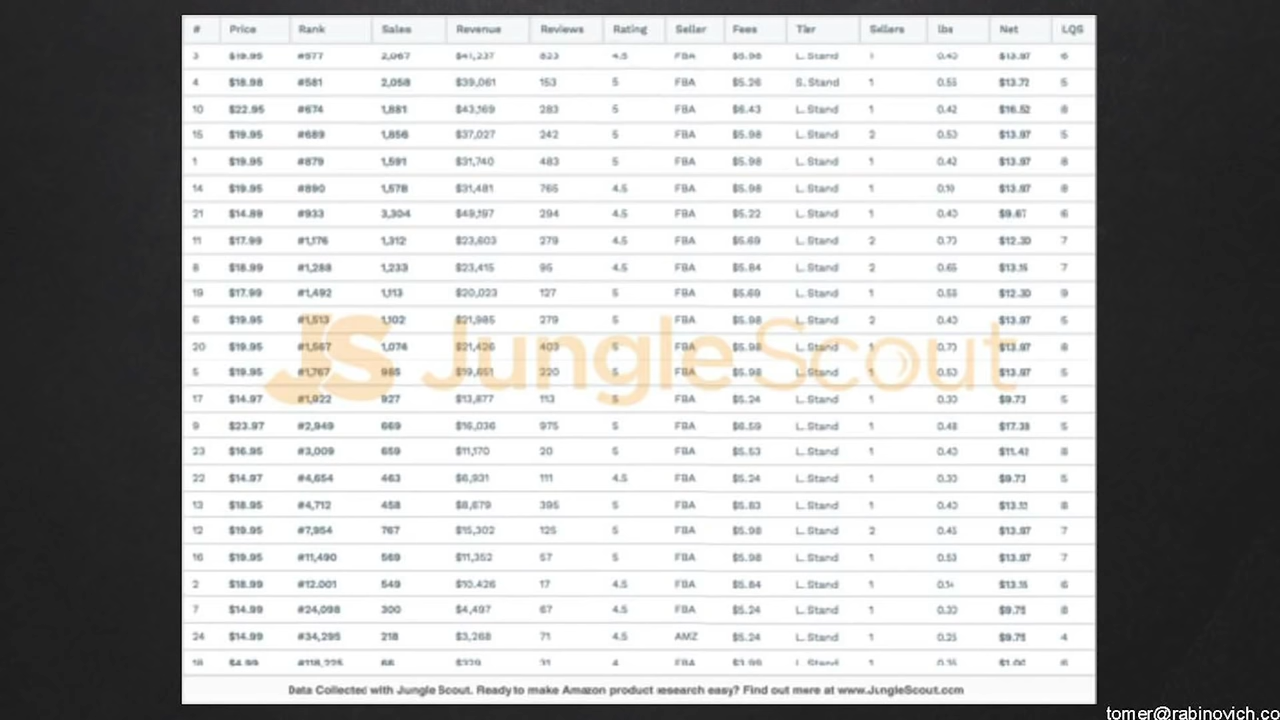 # Price Rank Sales Revenue Reviews Rating Seller Fees Tier Sellers lbs Net LQS
3 $19.95 #577 2,067 $41,237 823 4.5 FBA $5.98 L. Stand 1 0.40 $13.97 6
4 $18.98 #581 2,058 $39,061 153 5 FBA $5.26 S. Stand 1 0.55 $13.72 5
10 $22.95 #674 1,881 $43,169 283 5 FBA $6.43 L. Stand 1 0.42 $16.52 8
15 $19.95 #689 1,856 $37,027 242 5 FBA $5.98 L. Stand 2 0.50 $13.97 5
1 $19.95 #879 1,591 $31,740 483 5 FBA $5.98 L. Stand 1 0.42 $13.97 8
14 $19.95 #890 1,578 $31,481 765 4.5 FBA $5.98 L. Stand 1 $13.97 8
21 $14.89 #933 3,304 $49,197 294 4.5 FBA $5.22 L. Stand 1 0.40 $9.67 6
11 $17.99 #1,176 1,312 $23,603 279 4.5 FBA $5.69 L. Stand 2 0.70 $12.30 7
8 $18.99 #1,288 1,233 $23,415 95 4.5 FBA $5.84 L. Stand 2 0.65 $13.15 7
19 $17.99 #1,492 1,113 $20,023 127 5 FBA $5.69 L. Stand 1 0.55 $12.30 9
6 $19.95 #1,513 1,102 $21,985 279 5 FBA $5.98 L. Stand 2 0.40 $13.97 5
20 $19.95 #1,567 1,074 $21,426 403 5 FBA $5.98 L. Stand 1 0.70 $13.97 8
JS Jungle Scout
5 $19.95 #1,767 985 $19,651 220 5 FBA $5.98 L. Stand 1 0.50 $13.97 5
17 $14.97 #1,922 927 $13,877 113 5 FBA $5.24 L. Stand 1 0.30 $9.73 5
9 $23.97 #2,949 669 $16,036 975 5 FBA $6.59 L. Stand 1 0.48 $17.38 5
23 $16.95 #3,009 659 $11,170 20 5 FBA $5.53 L. Stand 1 0.40 $11.42 8
22 $14.97 #4,654 463 $6,931 111 4.5 FBA $5.24 L. Stand 1 0.30 $9.73 5
13 $18.95 #4,712 458 $8,679 395 5 FBA $5.83 L. Stand 1 0.40 $13.12 8
12 $19.95 #7,954 767 $15,302 125 5 FBA $5.98 L. Stand 2 0.45 $13.97 7
16 $19.95 #11,490 569 $11,352 57 5 FBA $5.98 L. Stand 1 0.53 $13.97 7
2 $18.99 #12,001 549 $10,426 17 4.5 FBA $5.84 L. Stand 1 0.14 $13.15 6
7 $14.99 #24,098 300 $4,497 67 4.5 FBA $5.24 L. Stand 1 0.30 $9.75 8
24 $14.99 #34,295 218 $3,268 71 4.5 AMZ $5.24 L. Stand 1 0.25 $9.75 4
18 $4.99 #118,225 66 $329 31 4 FBA $3.99 L. Stand 1 6
Data Collected with Jungle Scout. Ready to make Amazon product research easy? Find out more at www.JungleScout.com
tomer@rabinovich.co